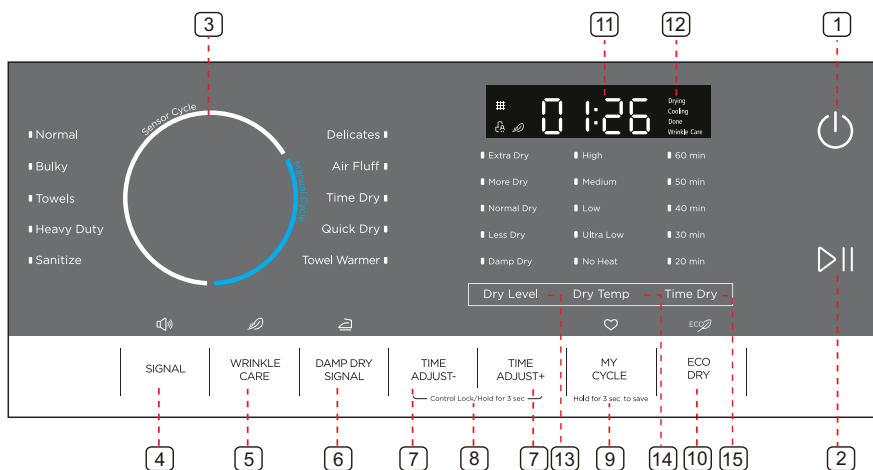 3
11
12
1
Sensor Cycle
Manual Cycle
Normal
Bulky
Towels
Heavy Duty
Sanitize
Delicates
Air Fluff
Time Dry
Quick Dry
Towel Warmer
01:26
Drying
Cooling
Done
Wrinkle Care
Extra Dry High 60 min
More Dry Medium 50 min
Normal Dry Low 40 min
Less Dry Ultra Low 30 min
Damp Dry No Heat 20 min
Dry Level Dry Temp Time Dry
ECO
SIGNAL
WRINKLE
CARE
DAMP DRY
SIGNAL
TIME
ADJUST-
TIME
ADJUST+
Control Lock/Hold for 3 sec
MY
CYCLE
Hold for 3 sec to save
ECO
DRY
4
5
6
7
8
7
13
9
14
10
15
2